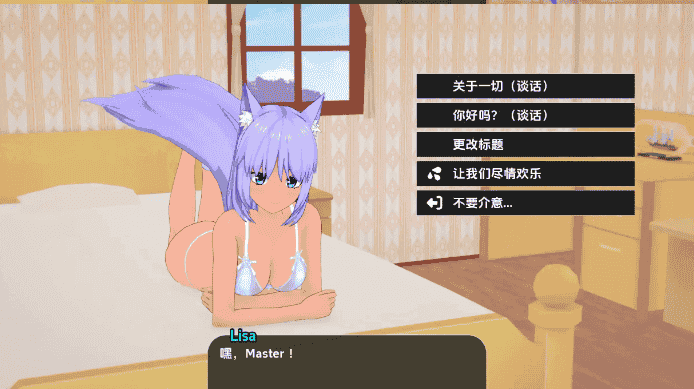 关于一切（谈话）
你好吗？（谈话）
更改标题
让我们尽情欢乐
不要介意...
Lisa
嘿，Master！